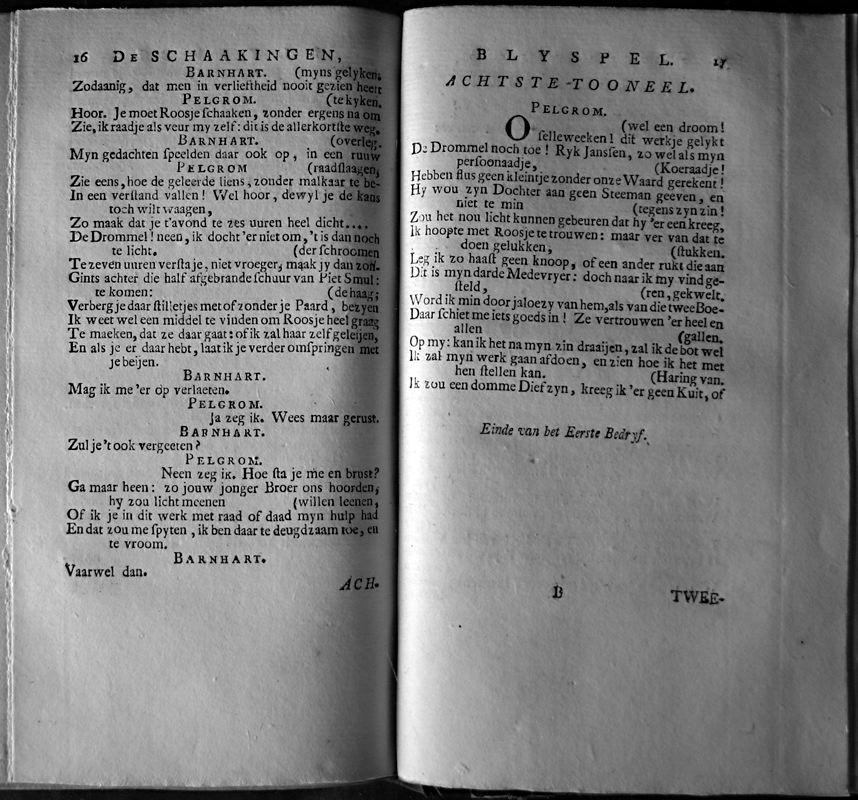 16 DE SCHAAKINGEN,
BARNHART. (myns gelyken;
Zodaanig, dat men in verlieftheid nooit gezien heeft
PELGROM. (te kyken.
Hoor. Je moet Roosje ſchaaken, zonder ergens na om
Zie, ik raadje als veur my zelf: dit is de allerkortſte weg.
BARNHART. (overleg.
Myn gedachten ſpeelden daar ook op, in een ruuw
PELGROM (raadſlaagen,
Zie eens, hoe de geleerde liens, zonder malkaar te be-
In een verſtand vallen! Wel hoor, dewyl je de kans
toch wilt waagen,
Zo maak dat je t'avond te zes uuren heel dicht....
De Drommel! neen, ik docht 'er niet om, 't is dan noch
te licht. (der ſchroomen
Te zeven uuren verſta je, niet vroeger, maak jy dan zon-
Gints achter die half afgebrande ſchuur van Piet Smul:
te komen: (de haag;
Verberg je daar ſtilletjes met of zonder je Paard, bezyen
Ik weet wel een middel te vinden om Roosje heel graag
Te maeken, dat ze daar gaat: of ik zal haar zelf geleijen,
En als je er daar hebt, laat ik je verder omſpringen met
je beijen.
BARNHART.
Mag ik me 'er op verlaeten.
PELGROM.
Ja zeg ik. Wees maar gerust.
BARNHART.
Zul je 't ook vergeeten?
PELGROM.
Neen zeg ik. Hoe ſta je me en brust?
Ga maar heen: zo jouw jonger Broer ons hoorden,
hy zou licht meenen (willen leenen,
Of ik je in dit werk met raad of daad myn hulp had
En dat zou me ſpyten, ik ben daar te deugdzaam toe, en
te vroom.
BARNHART.
Vaarwel dan.
ACH-
BLYSPEL. 17
ACHTSTE-TOONEEL.
PELGROM.
(wel een droom!
O ſelleweeken! dit werkje gelykt
De Drommel noch toe! Ryk Janſſen, zo wel als myn
perſoonaadje, (Koeraadje!
Hebben flus geen kleintje zonder onze Waard gerekent!
Hy wou zyn Dochter aan geen Steeman geeven, en
niet te min (tegens zyn zin!
Zou het nou licht kunnen gebeuren dat hy 'er een kreeg,
Ik hoopte met Roosje te trouwen: maar ver van dat te
doen gelukken, (ſtukken.
Leg ik zo haaſt geen knoop, of een ander rukt die aan
Dit is myn darde Medevryer: doch naar ik my vind ge-
ſteld, (ren, gekwelt.
Word ik min door jaloezy van hem, als van die twee Boe-
Daar ſchiet me iets goeds in! Ze vertrouwen 'er heel en
allen (gallen.
Op my: kan ik het na myn zin draaijen, zal ik de bot wel
Ik zal myn werk gaan afdoen, en zien hoe ik het met
hen ſtellen kan. (Haring van.
Ik zou een domme Dief zyn, kreeg ik 'er geen Kuit, of
Einde van het Eerste Bedryf.
B TWEE-